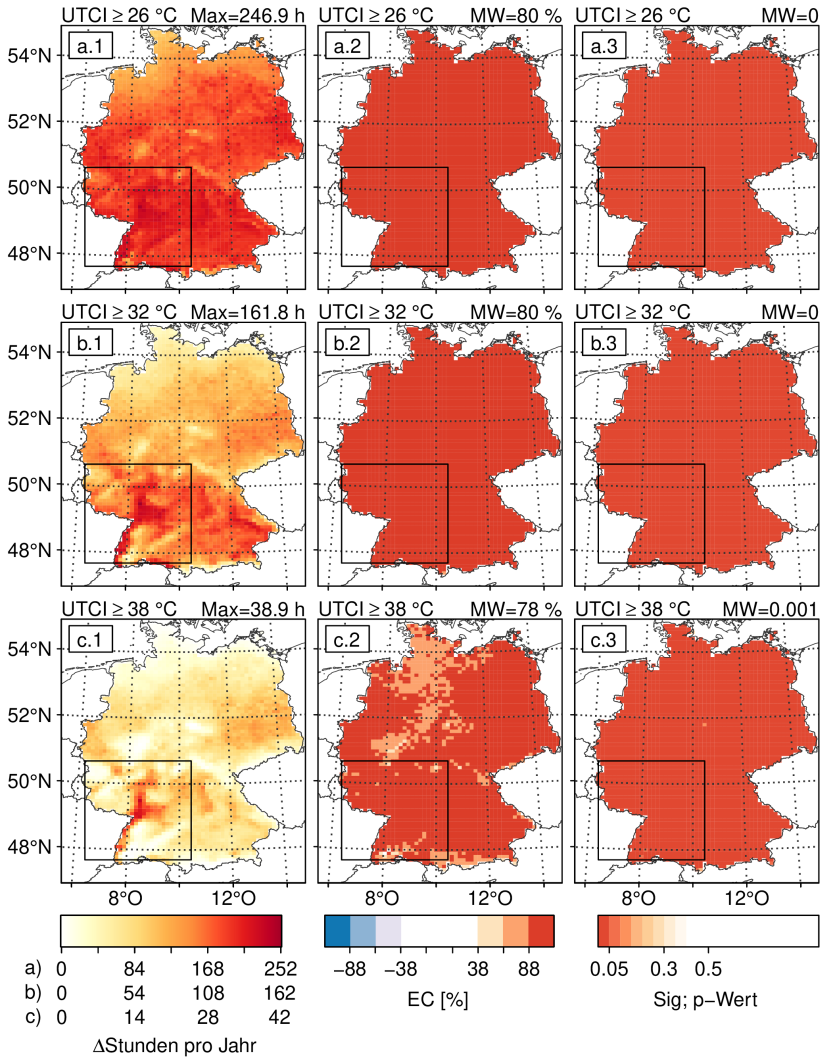 UTCI ≥ 26 °C Max=246.9 h UTCI ≥ 26 °C MW=80 % UTCI ≥ 26 °C MW=0
a.1 a.2 a.3
54°N
52°N
50°N
48°N
UTCI ≥ 32 °C Max=161.8 h UTCI ≥ 32 °C MW=80 % UTCI ≥ 32 °C MW=0
b.1 b.2 b.3
54°N
52°N
50°N
48°N
UTCI ≥ 38 °C Max=38.9 h UTCI ≥ 38 °C MW=78 % UTCI ≥ 38 °C MW=0.001
c.1 c.2 c.3
54°N
52°N
50°N
48°N
8°O 12°O 8°O 12°O 8°O 12°O
a) 0 84 168 252 −88 −38 38 88 0.05 0.3 0.5
b) 0 54 108 162 EC [%] Sig; p−Wert
c) 0 14 28 42
ΔStunden pro Jahr